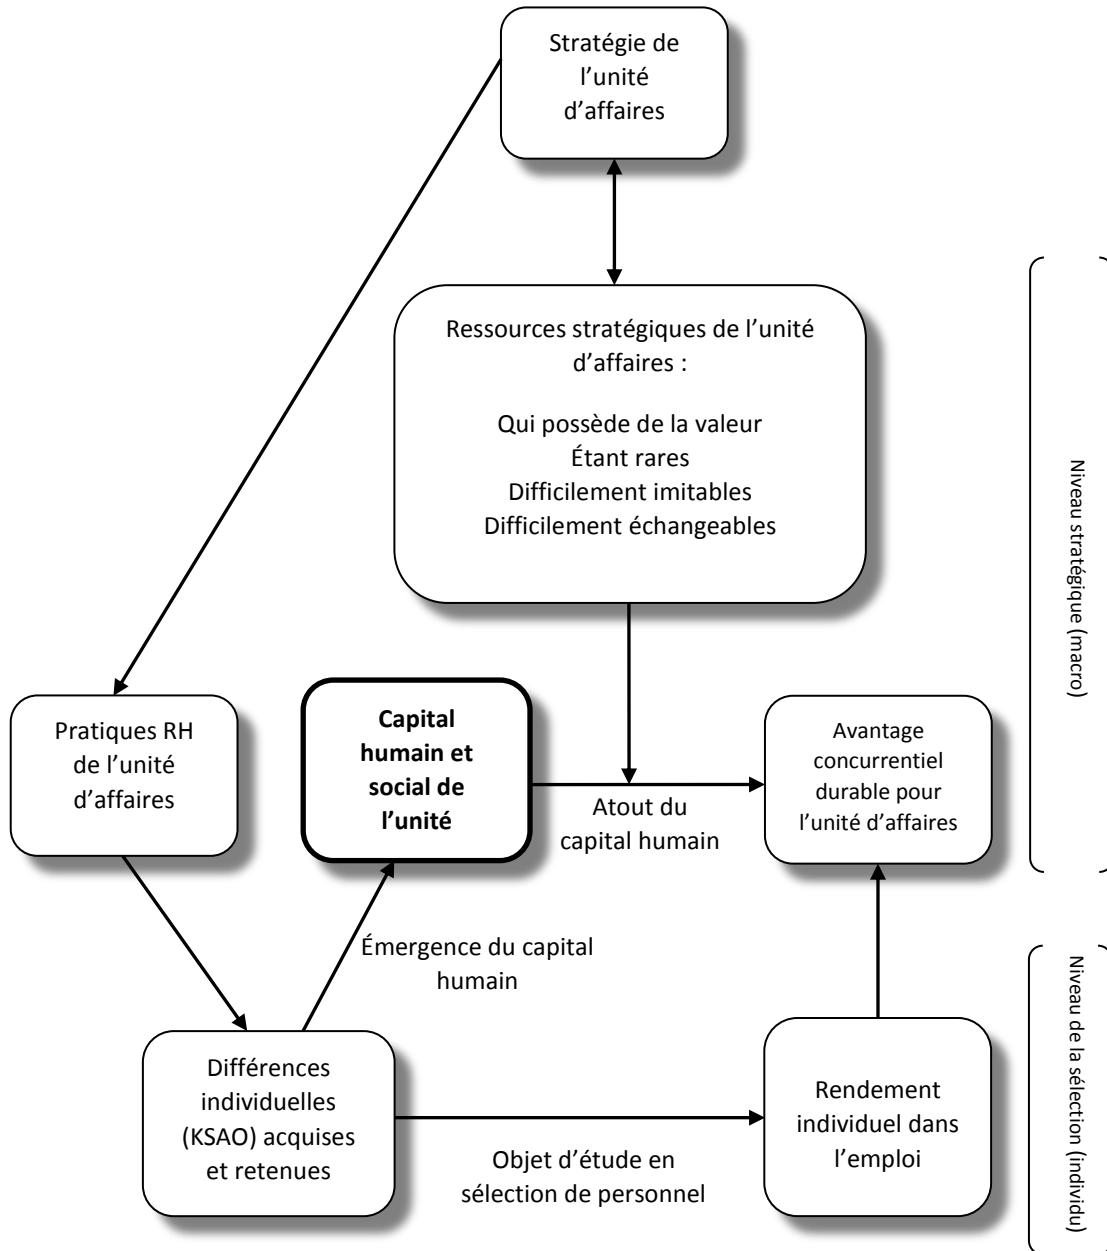 Stratégie de
l’unité
d’affaires
Ressources stratégiques de l’unité
d’affaires :
Qui possède de la valeur
Étant rares
Difficilement imitables
Difficilement échangeables
Niveau stratégique (macro)
Pratiques RH
de l’unité
d’affaires
Capital
humain et
social de
l’unité
Atout du
capital humain
Avantage
concurrentiel
durable pour
l’unité d’affaires
Émergence du capital
humain
Différences
individuelles
(KSAO) acquises
et retenues
Objet d’étude en
sélection de personnel
Rendement
individuel dans
l’emploi
Niveau de la sélection (individu)